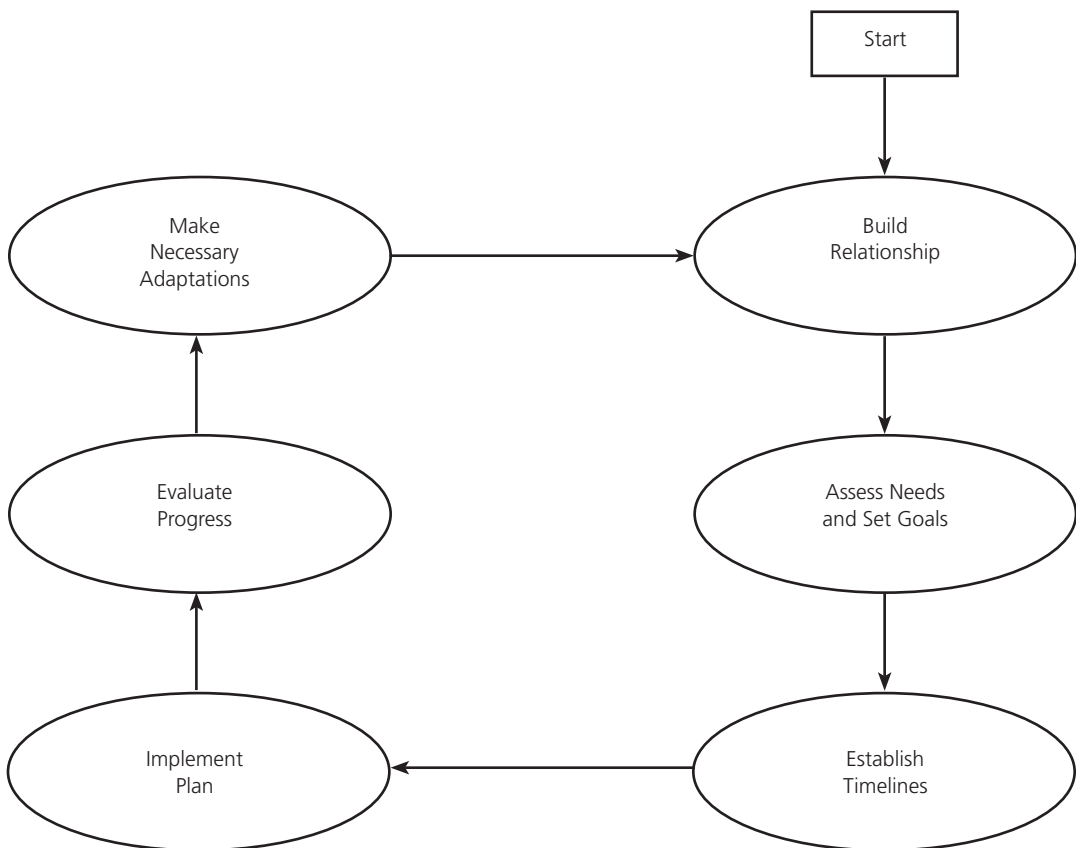 Start
Build
Relationship
Assess Needs
and Set Goals
Establish
Timelines
Implement
Plan
Evaluate
Progress
Make
Necessary
Adaptations